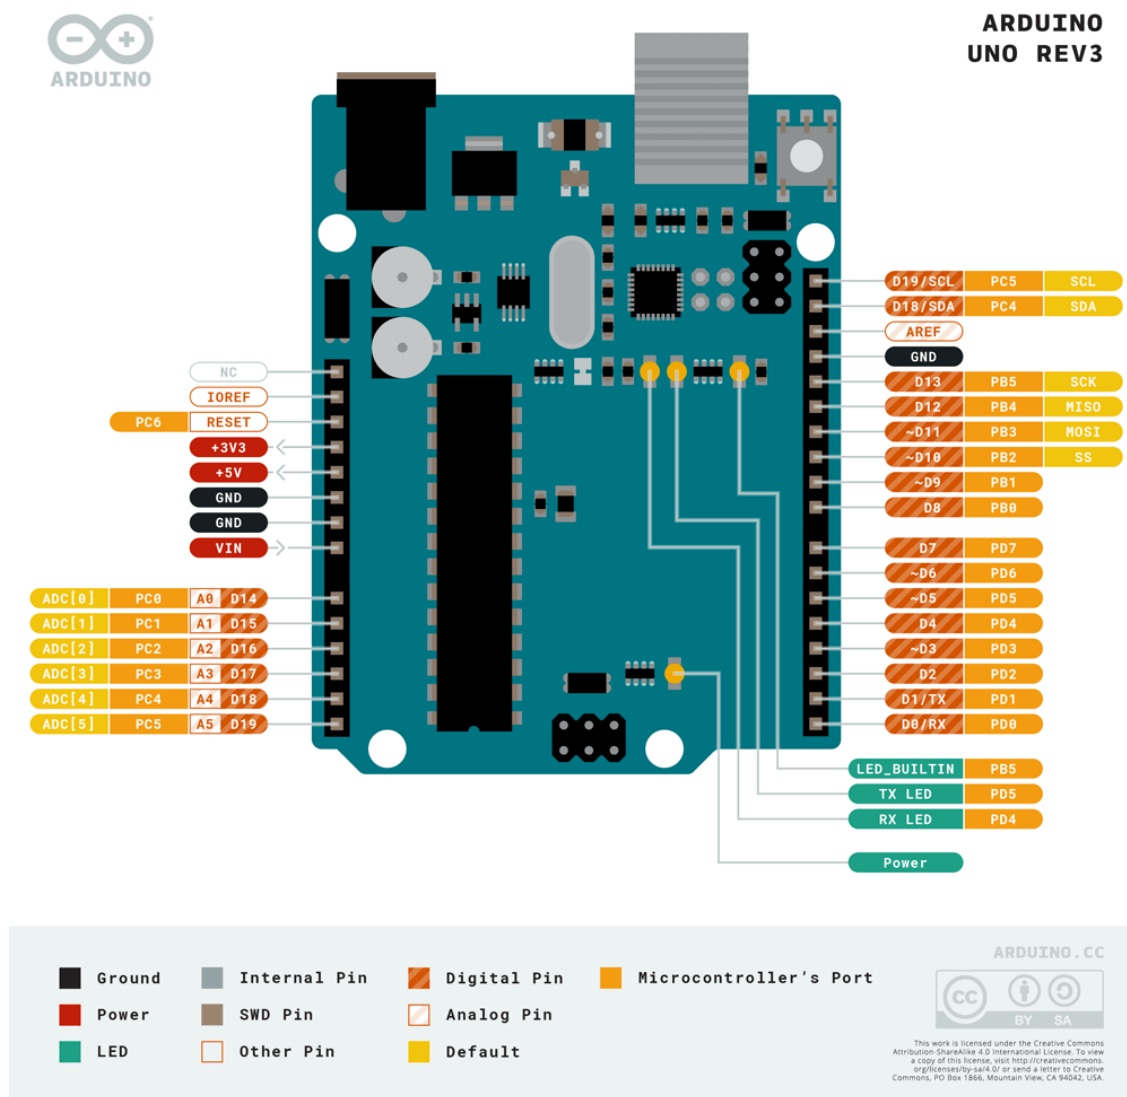 ARDUINO
ARDUINO
UNO REV3
D19/SCL PC5 SCL
D18/SDA PC4 SDA
AREF
GND
D13 PB5 SCK
D12 PB4 MISO
~D11 PB3 MOSI
~D10 PB2 SS
~D9 PB1
D8 PB0
D7 PD7
~D6 PD6
~D5 PD5
D4 PD4
~D3 PD3
D2 PD2
D1/TX PD1
D0/RX PD0
NC
IOREF
PC6 RESET
+3V3
+5V
GND
GND
VIN
ADC[0] PC0 A0 D14
ADC[1] PC1 A1 D15
ADC[2] PC2 A2 D16
ADC[3] PC3 A3 D17
ADC[4] PC4 A4 D18
ADC[5] PC5 A5 D19
LED_BUILTIN PB5
TX LED PD5
RX LED PD4
Power
Ground
Power
LED
Internal Pin
SWD Pin
Other Pin
Digital Pin
Analog Pin
Default
Microcontroller's Port
ARDUINO.CC
cc
BY SA
This work is licensed under the Creative Commons
Attribution-ShareAlike 4.0 International License. To view
a copy of this license, visit http://creativecommons.
org/licenses/by-sa/4.0/ or send a letter to Creative
Commons, PO Box 1866, Mountain View, CA 94042, USA.